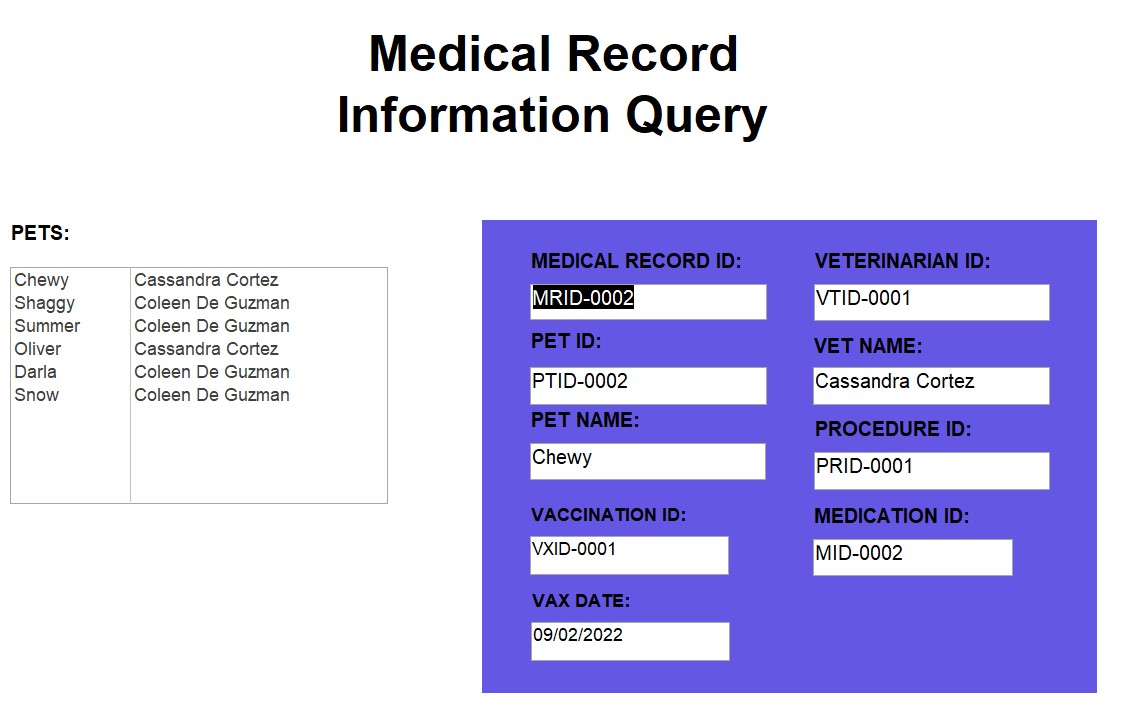 Medical Record
Information Query
PETS:
Chewy Cassandra Cortez
Shaggy Coleen De Guzman
Summer Coleen De Guzman
Oliver Cassandra Cortez
Darla Coleen De Guzman
Snow Coleen De Guzman
MEDICAL RECORD ID:
MRID-0002
PET ID:
PTID-0002
PET NAME:
Chewy
VACCINATION ID:
VXID-0001
VAX DATE:
09/02/2022
VETERINARIAN ID:
VTID-0001
VET NAME:
Cassandra Cortez
PROCEDURE ID:
PRID-0001
MEDICATION ID:
MID-0002